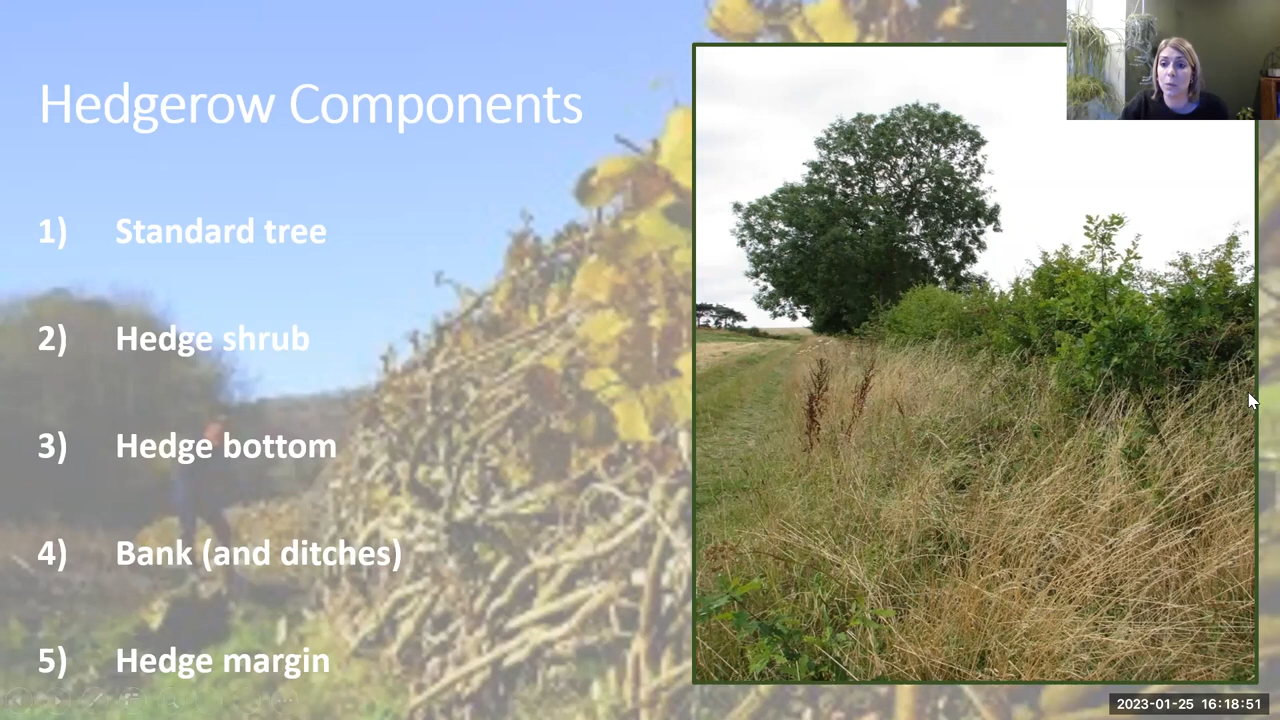 Hedgerow Components
1) Standard tree
2) Hedge shrub
3) Hedge bottom
4) Bank (and ditches)
5) Hedge margin
2023-01-25 16:18:51